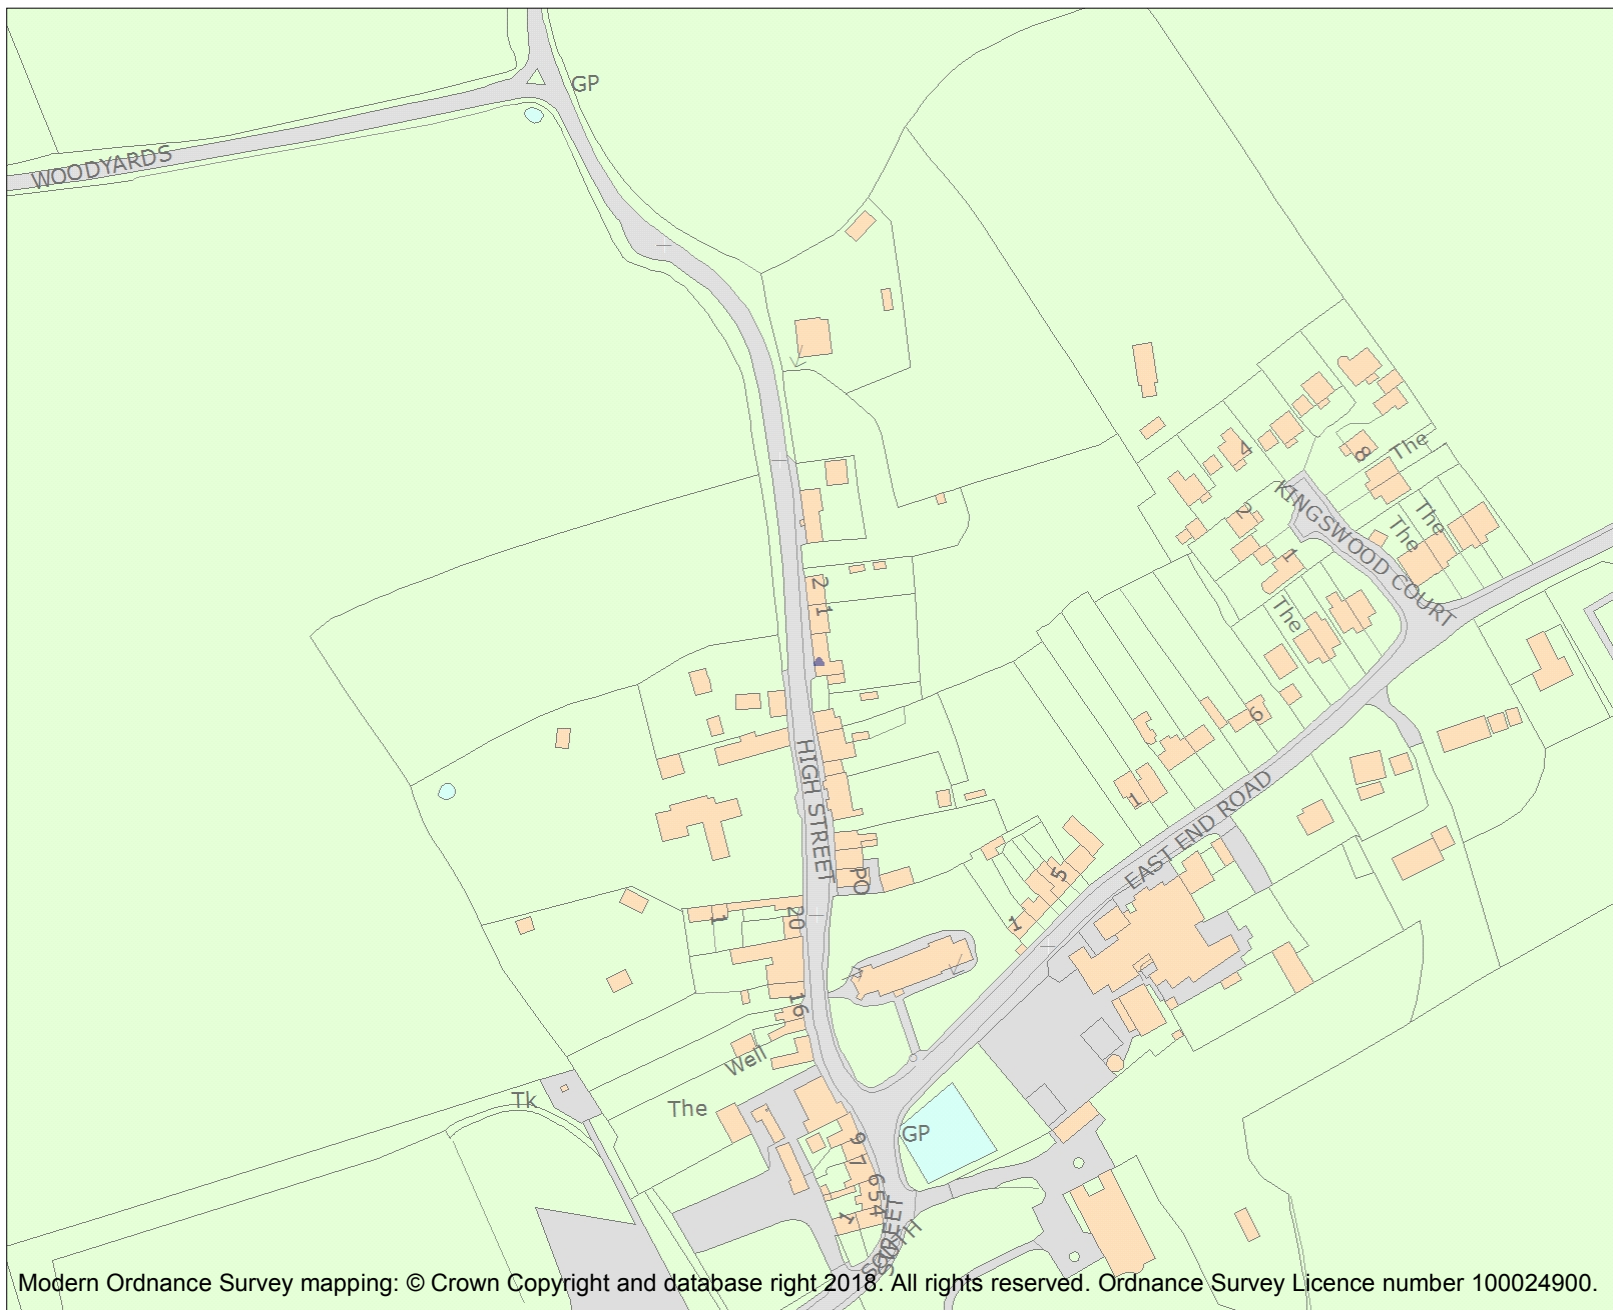 GP
WOODYARDS
4
8
The
KINGSWOOD COURT
2
The
The
1
2
1
The
6
HIGH STREET
1
EAST END ROAD
PO
5
1
20
1
16
Well
Tk
The
GP
9
7
6
5
4
1
SOUTH
STREET
Modern Ordnance Survey mapping: © Crown Copyright and database right 2018. All rights reserved. Ordnance Survey Licence number 100024900.